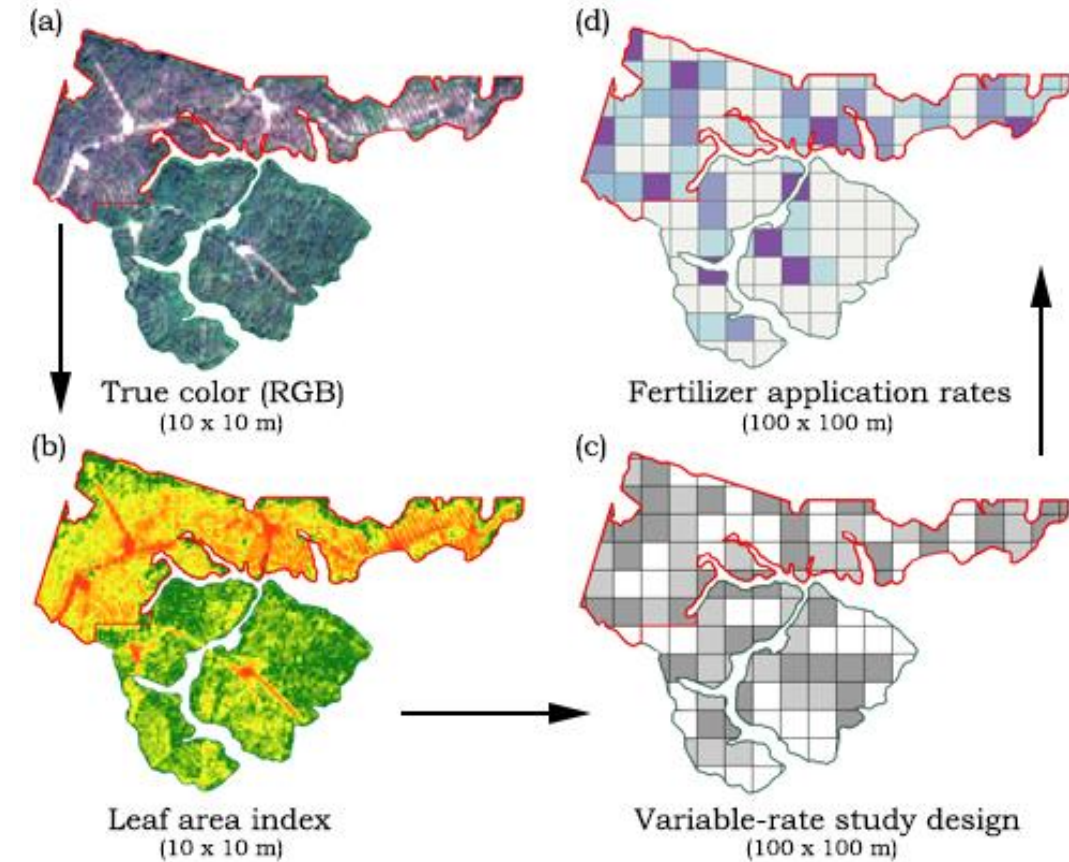 (a)
(d)
True color (RGB)
(10 x 10 m)
Fertilizer application rates
(100 x 100 m)
(b)
(c)
Leaf area index
(10 x 10 m)
Variable-rate study design
(100 x 100 m)